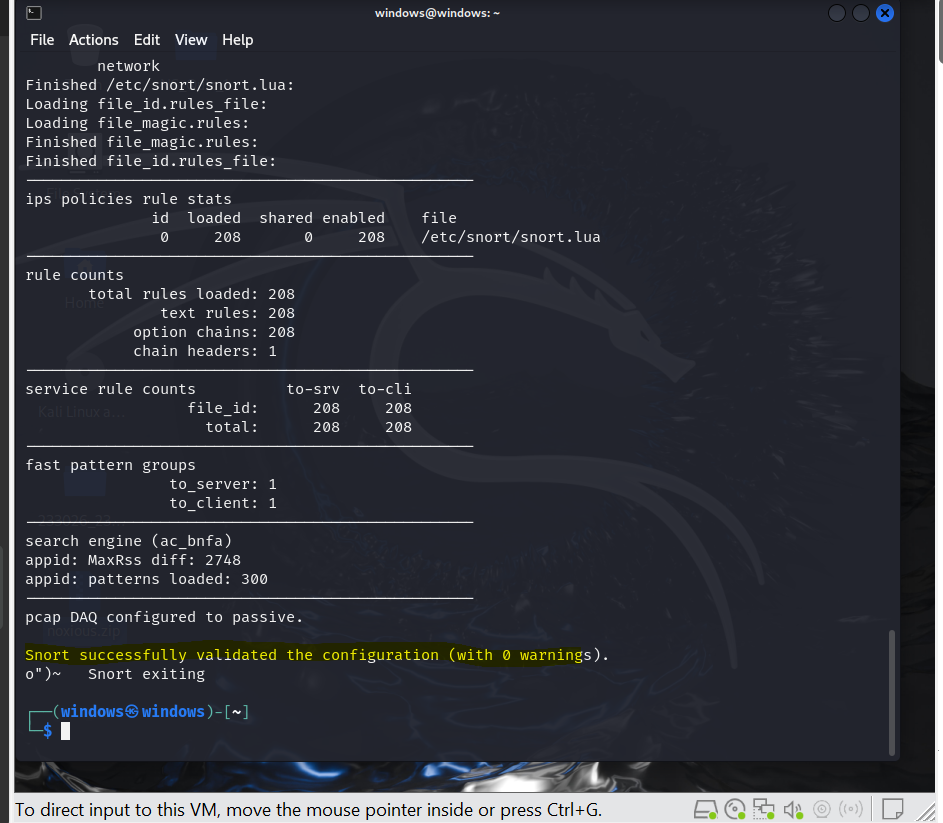 windows@windows: ~
File Actions Edit View Help
network
Finished /etc/snort/snort.lua:
Loading file_id.rules_file:
Loading file_magic.rules:
Finished file_magic.rules:
Finished file_id.rules_file:
ips policies rule stats
id loaded shared enabled file
0 208 0 208 /etc/snort/snort.lua
rule counts
total rules loaded: 208
text rules: 208
option chains: 208
chain headers: 1
service rule counts to-srv to-cli
file_id: 208 208
total: 208 208
fast pattern groups
to_server: 1
to_client: 1
search engine (ac_bnfa)
appid: MaxRss diff: 2748
appid: patterns loaded: 300
pcap DAQ configured to passive.
Snort successfully validated the configuration (with 0 warnings).
o")~ Snort exiting
┌──(windows㉿windows)-[~]
└─$
Home
Kali Linux a...
To direct input to this VM, move the mouse pointer inside or press Ctrl+G.